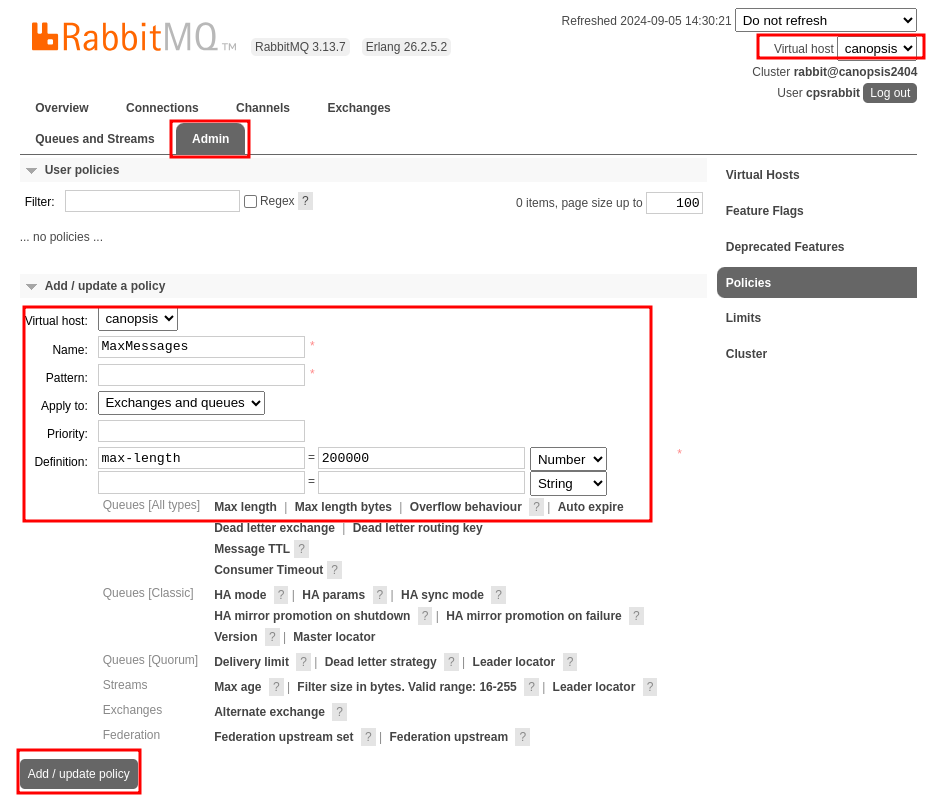 RabbitMQ TM
RabbitMQ 3.13.7 Erlang 26.2.5.2
Refreshed 2024-09-05 14:30:21 Do not refresh
Virtual host canopsis
Cluster rabbit@canopsis2404
User cpsrabbit Log out
Overview Connections Channels Exchanges
Queues and Streams Admin
User policies
Filter: Regex ? 0 items, page size up to 100
... no policies ...
Add / update a policy
Virtual host: canopsis
Name: MaxMessages *
Pattern: *
Apply to: Exchanges and queues
Priority:
Definition: max-length = 200000 Number *
= String
Queues [All types] Max length | Max length bytes | Overflow behaviour ? | Auto expire
Dead letter exchange | Dead letter routing key
Message TTL ?
Consumer Timeout ?
Queues [Classic] HA mode ? | HA params ? | HA sync mode ?
HA mirror promotion on shutdown ? | HA mirror promotion on failure ?
Version ? | Master locator
Queues [Quorum] Delivery limit ? | Dead letter strategy ? | Leader locator ?
Streams Max age ? | Filter size in bytes. Valid range: 16-255 ? | Leader locator ?
Exchanges Alternate exchange ?
Federation Federation upstream set ? | Federation upstream ?
Add / update policy
Virtual Hosts
Feature Flags
Deprecated Features
Policies
Limits
Cluster